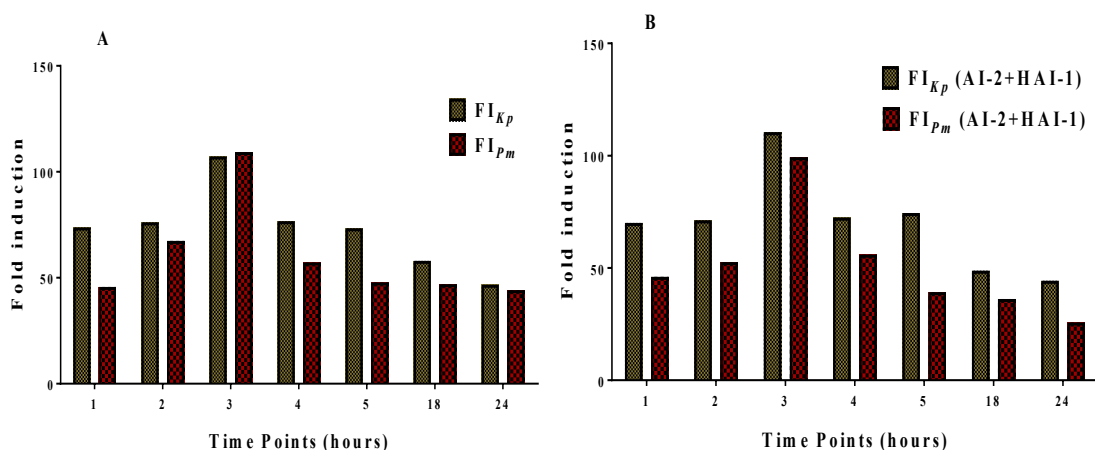 A
Fold induction
150
100
50
0
FI Kp
FI Pm
1 2 3 4 5 18 24
Time Points (hours)
B
Fold induction
150
100
50
0
FI Kp (AI-2+HAI-1)
FI Pm (AI-2+HAI-1)
1 2 3 4 5 18 24
Time Points (hours)